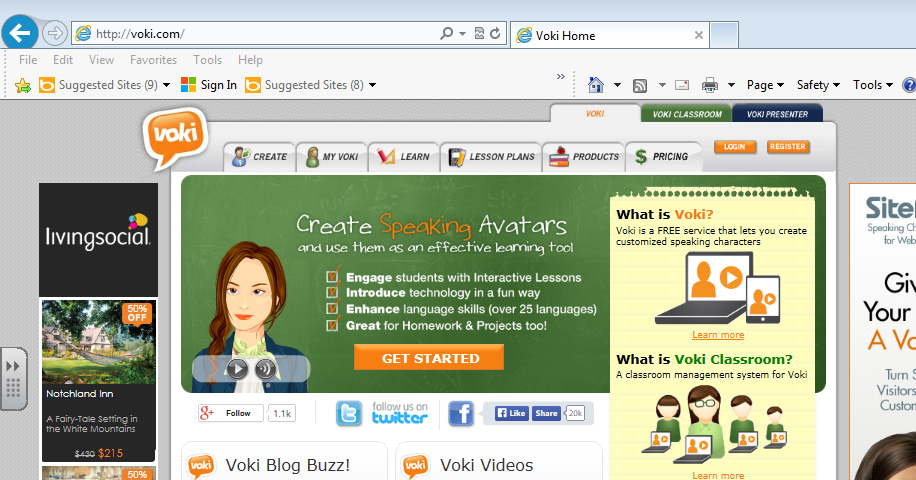 http://voki.com/
Voki Home
File Edit View Favorites Tools Help
Suggested Sites (9) Sign In Suggested Sites (8)
Page Safety Tools
VOKI VOKI CLASSROOM VOKI PRESENTER
voki
CREATE MY VOKI LEARN LESSON PLANS PRODUCTS PRICING
LOGIN REGISTER
livingsocial.
50% OFF
Notchland Inn
A Fairy-Tale Setting in
the White Mountains
$430 $215
50%
Create Speaking Avatars
and use them as an effective learning tool
Engage students with Interactive Lessons
Introduce technology in a fun way
Enhance language skills (over 25 languages)
Great for Homework & Projects too!
GET STARTED
What is Voki?
Voki is a FREE service that lets you create
customized speaking characters
Learn more
What is Voki Classroom?
A classroom management system for Voki
Learn more
Follow 1.1k
follow us on
twitter
Like Share 20k
voki Voki Blog Buzz!
voki Voki Videos
Site
Speaking Ch
for Web
Giv
Your
A Vo
Turn S
Visitors
Custom